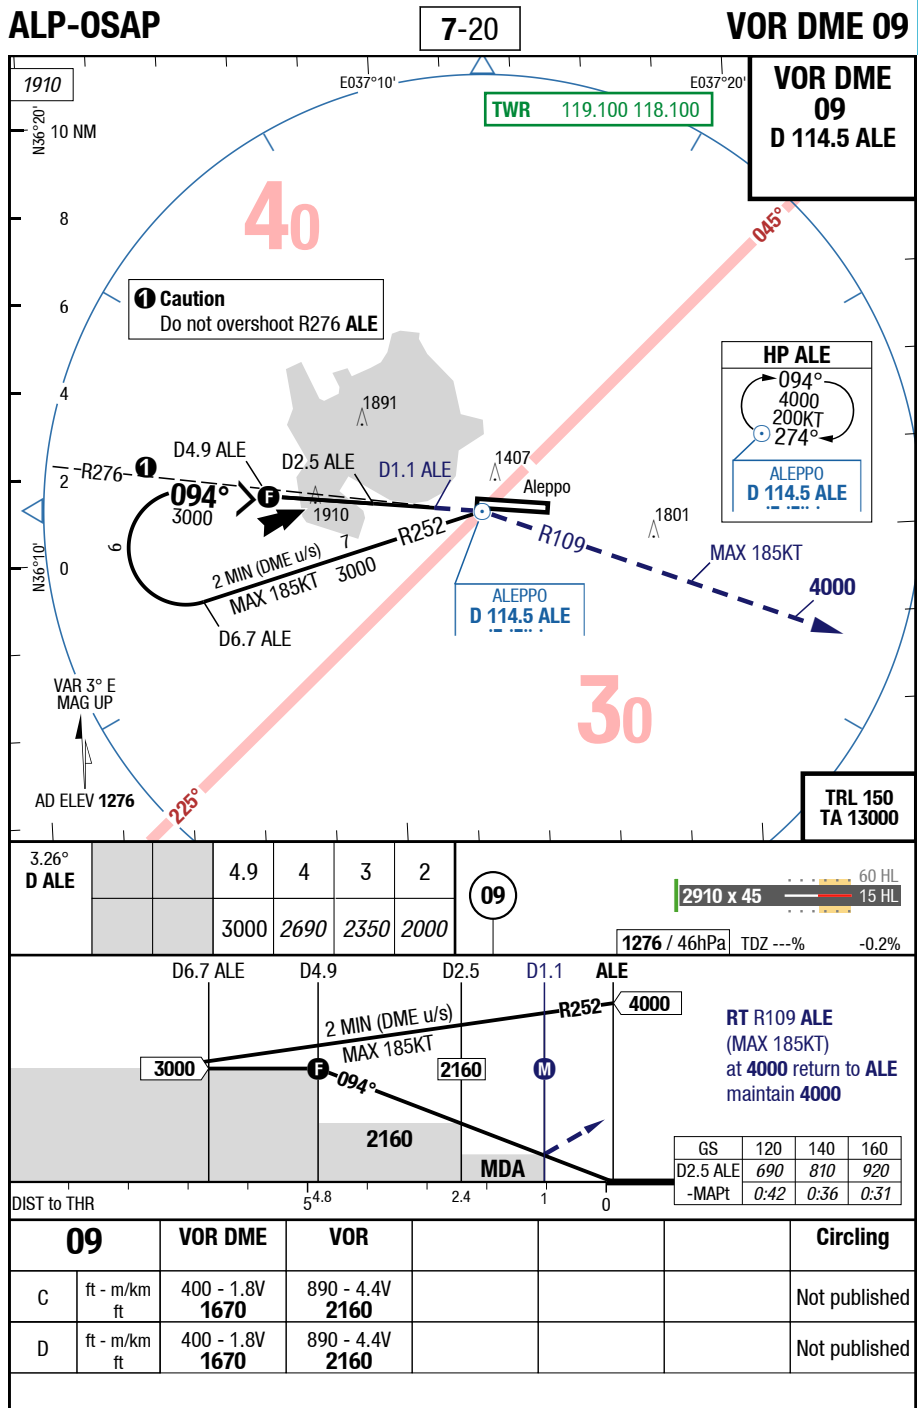 ALP-OSAP
7-20
VOR DME 09
1910
E037°10'
E037°20'
N36°20'
10 NM
TWR 119.100 118.100
VOR DME
09
D 114.5 ALE
40
045°
8
6
1 Caution
Do not overshoot R276 ALE
HP ALE
094°
4000
200KT
274°
ALEPPO
D 114.5 ALE
4
1891
D4.9 ALE
D2.5 ALE
D1.1 ALE
1407
Aleppo
R276
1
2
094°
3000
F
1910
1801
R252
R109
MAX 185KT
4000
6
7
2 MIN (DME u/s)
MAX 185KT 3000
N36°10'
0
D6.7 ALE
ALEPPO
D 114.5 ALE
VAR 3° E
MAG UP
30
AD ELEV 1276
225°
TRL 150
TA 13000
3.26°
D ALE
4.9 4 3 2
3000 2690 2350 2000
09
60 HL
2910 x 45
15 HL
1276 / 46hPa
TDZ ---%
-0.2%
D6.7 ALE
D4.9
D2.5
D1.1
ALE
2 MIN (DME u/s)
MAX 185KT
R252
4000
3000
F
094°
2160
M
RT R109 ALE
(MAX 185KT)
at 4000 return to ALE
maintain 4000
2160
MDA
GS 120 140 160
D2.5 ALE 690 810 920
-MAPt 0:42 0:36 0:31
DIST to THR
5 4.8 2.4 1 0
09 VOR DME VOR Circling
C ft - m/km 400 - 1.8V 890 - 4.4V Not published
ft 1670 2160
D ft - m/km 400 - 1.8V 890 - 4.4V Not published
ft 1670 2160